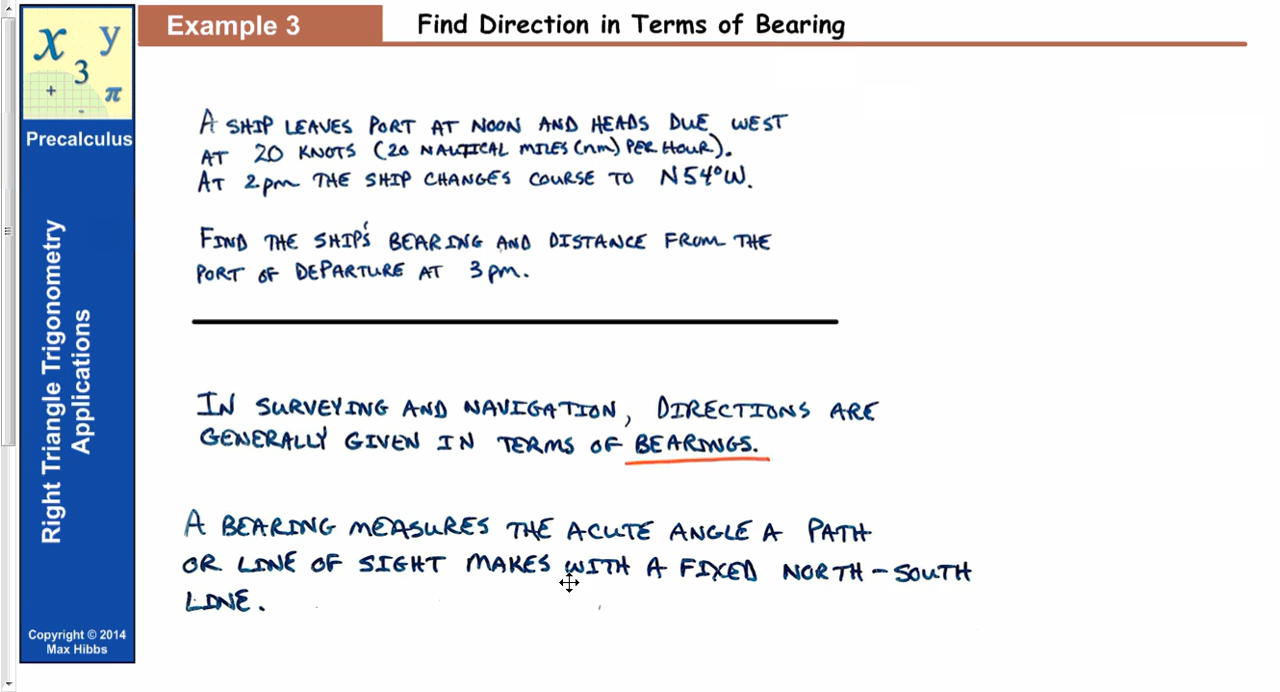 Example 3
Find Direction in Terms of Bearing
x y
3
+ - π
Precalculus
Right Triangle Trigonometry
Applications
Copyright © 2014
Max Hibbs
A SHIP LEAVES PORT AT NOON AND HEADS DUE WEST
AT 20 KNOTS (20 NAUTICAL MILES (nm) PER HOUR).
AT 2pm THE SHIP CHANGES COURSE TO N54°W.
FIND THE SHIP'S BEARING AND DISTANCE FROM THE
PORT OF DEPARTURE AT 3pm.
IN SURVEYING AND NAVIGATION, DIRECTIONS ARE
GENERALLY GIVEN IN TERMS OF BEARINGS.
A BEARING MEASURES THE ACUTE ANGLE A PATH
OR LINE OF SIGHT MAKES WITH A FIXED NORTH-SOUTH
LINE.